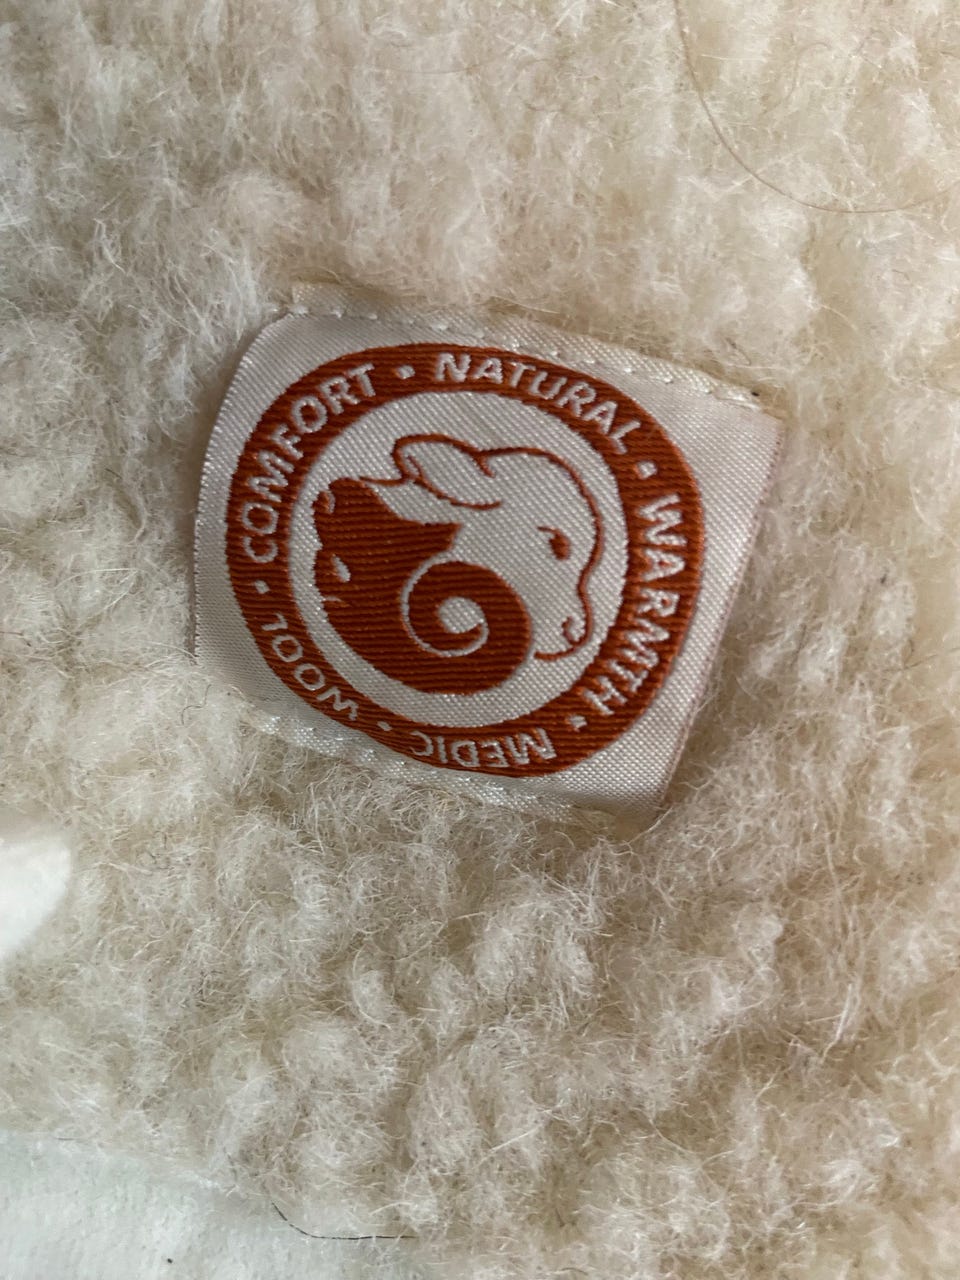 COMFORT • NATURAL • WARMTH • MEDIC • WOOL •